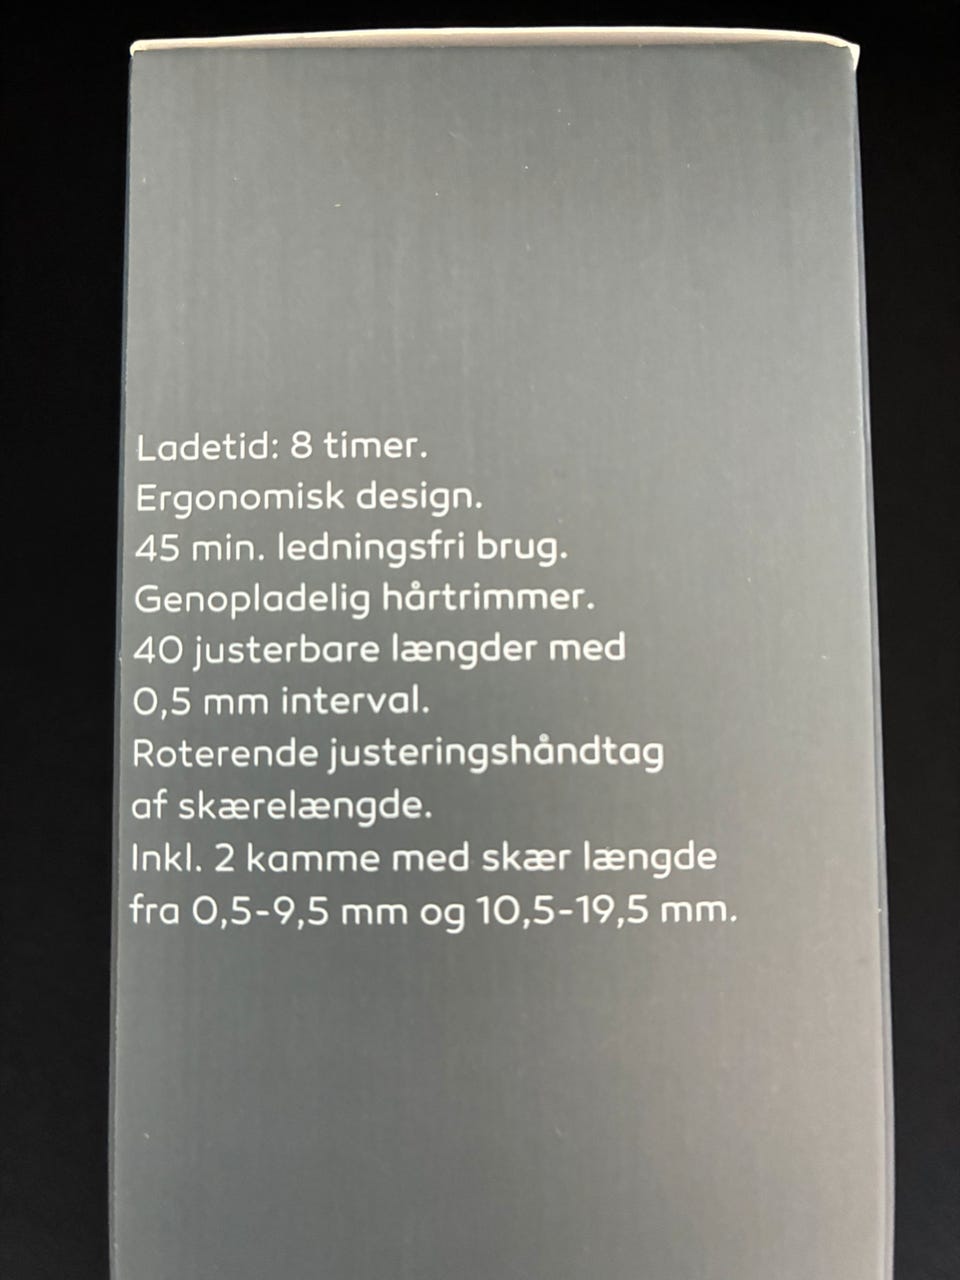 Ladetid: 8 timer.
Ergonomisk design.
45 min. ledningsfri brug.
Genopladelig hårtrimmer.
40 justerbare længder med
0,5 mm interval.
Roterende justeringshåndtag
af skærelængde.
Inkl. 2 kamme med skær længde
fra 0,5-9,5 mm og 10,5-19,5 mm.